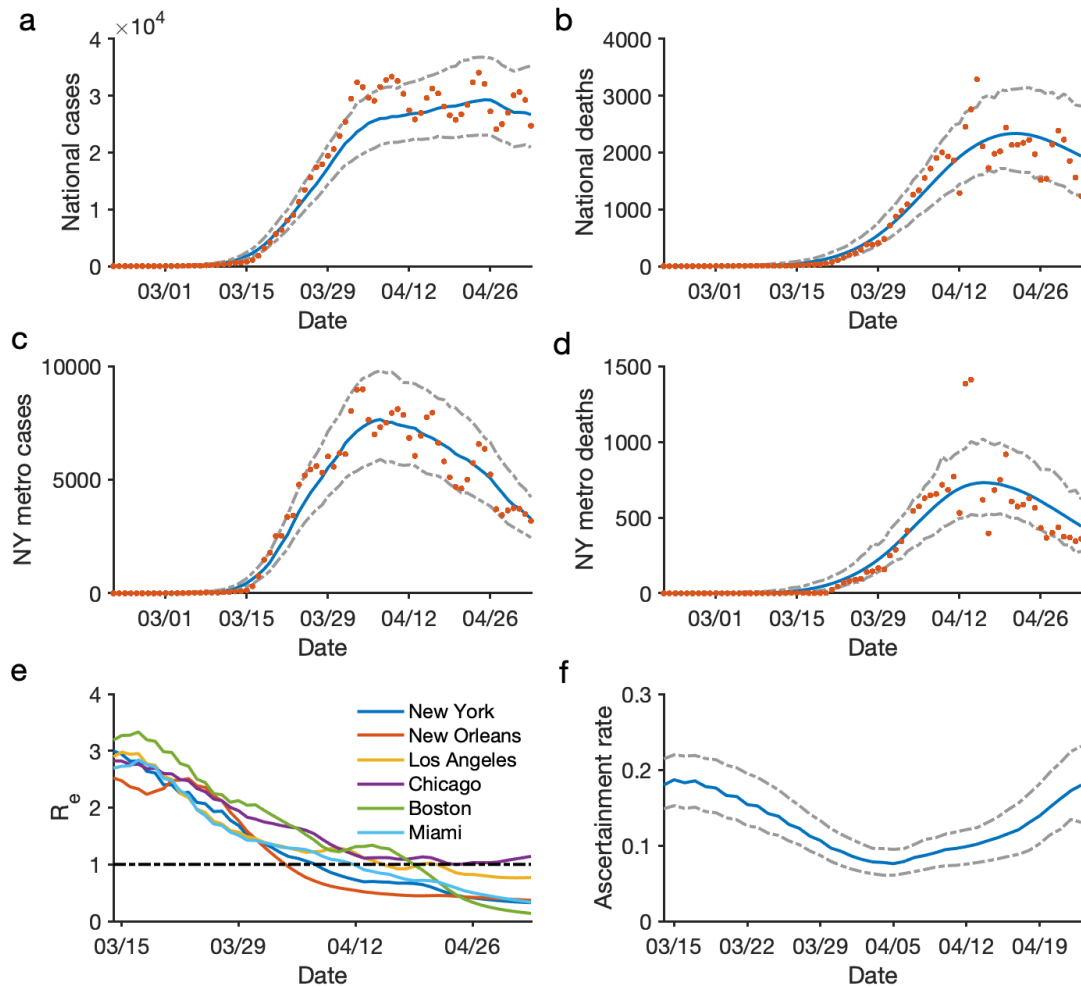 a
×10⁴
4
3
2
1
0
National cases
03/01 03/15 03/29 04/12 04/26
Date
b
4000
3000
2000
1000
0
National deaths
03/01 03/15 03/29 04/12 04/26
Date
c
10000
5000
0
NY metro cases
03/01 03/15 03/29 04/12 04/26
Date
d
1500
1000
500
0
NY metro deaths
03/01 03/15 03/29 04/12 04/26
Date
e
4
3
2
1
0
Rₑ
New York
New Orleans
Los Angeles
Chicago
Boston
Miami
03/15 03/29 04/12 04/26
Date
f
0.3
0.2
0.1
0
Ascertainment rate
03/15 03/22 03/29 04/05 04/12 04/19
Date